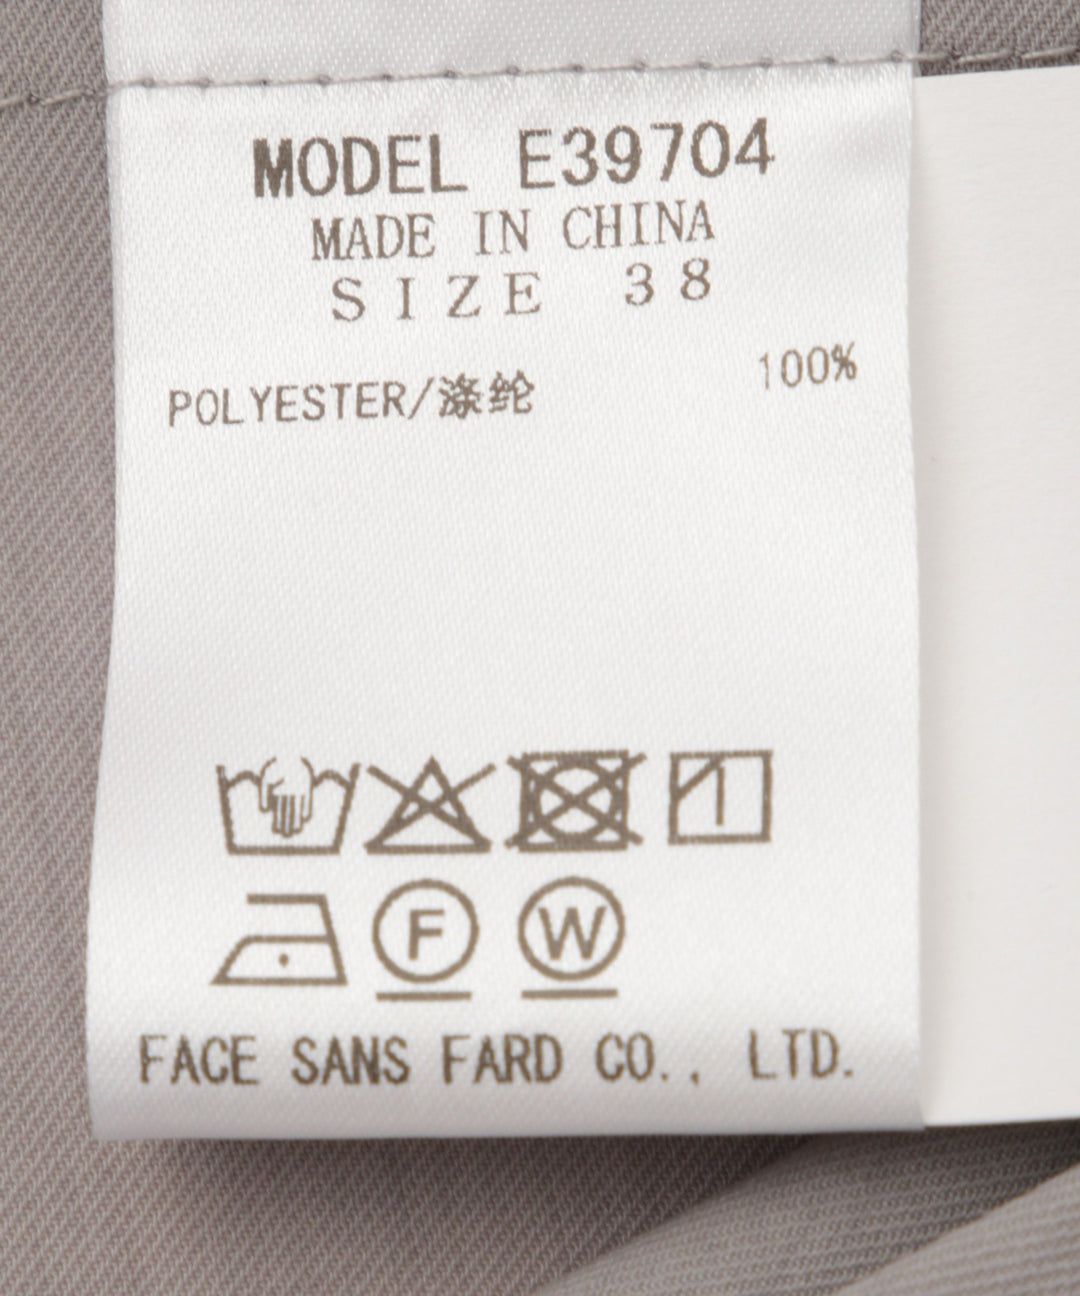 MODEL E39704
MADE IN CHINA
SIZE 38
POLYESTER/涤纶 100%
F W
FACE SANS FARD CO., LTD.